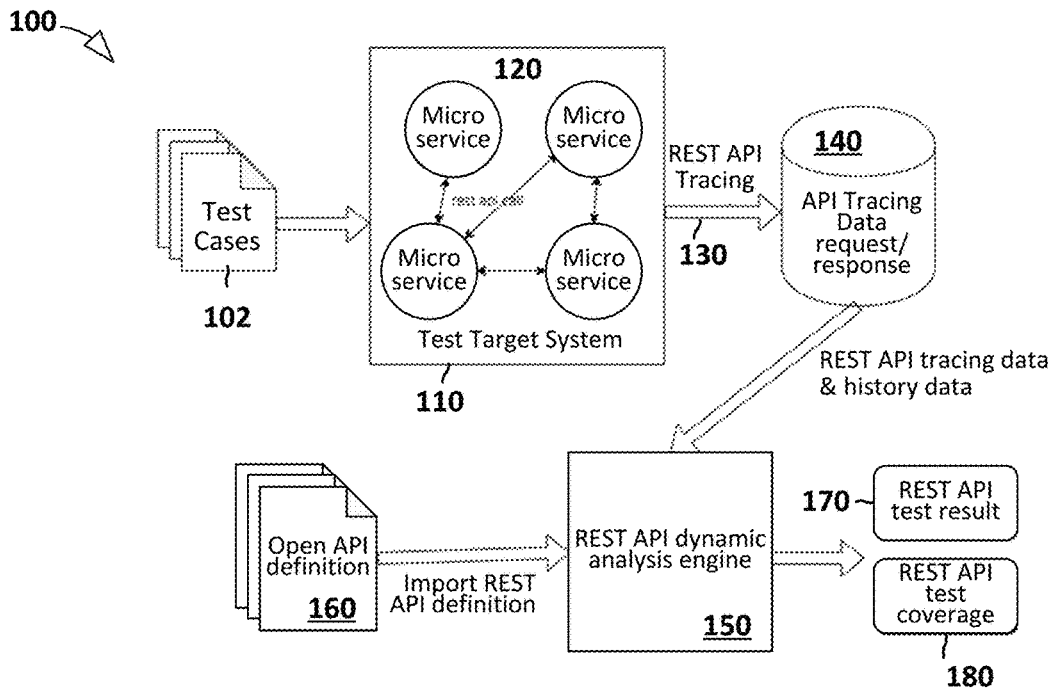 100
120
Micro
service
Micro
service
rest api call
Micro
service
Micro
service
Test Target System
110
Test
Cases
102
REST API
Tracing
130
140
API Tracing
Data
request/
response
REST API tracing data
& history data
Open API
definition
160
Import REST
API definition
REST API dynamic
analysis engine
150
170
REST API
test result
REST API
test
coverage
180